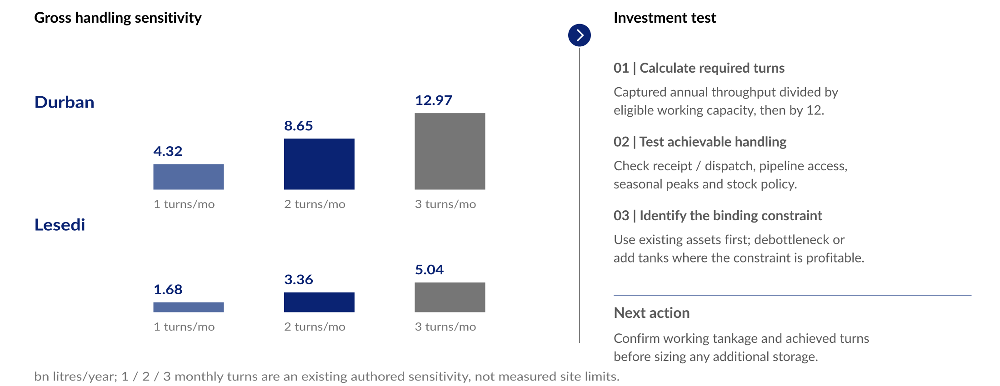 Gross handling sensitivity
Durban
4.32
8.65
12.97
1 turns/mo
2 turns/mo
3 turns/mo
Lesedi
1.68
3.36
5.04
1 turns/mo
2 turns/mo
3 turns/mo
bn litres/year; 1 / 2 / 3 monthly turns are an existing authored sensitivity, not measured site limits.
Investment test
01 | Calculate required turns
Captured annual throughput divided by
eligible working capacity, then by 12.
02 | Test achievable handling
Check receipt / dispatch, pipeline access,
seasonal peaks and stock policy.
03 | Identify the binding constraint
Use existing assets first; debottleneck or
add tanks where the constraint is profitable.
Next action
Confirm working tankage and achieved turns
before sizing any additional storage.